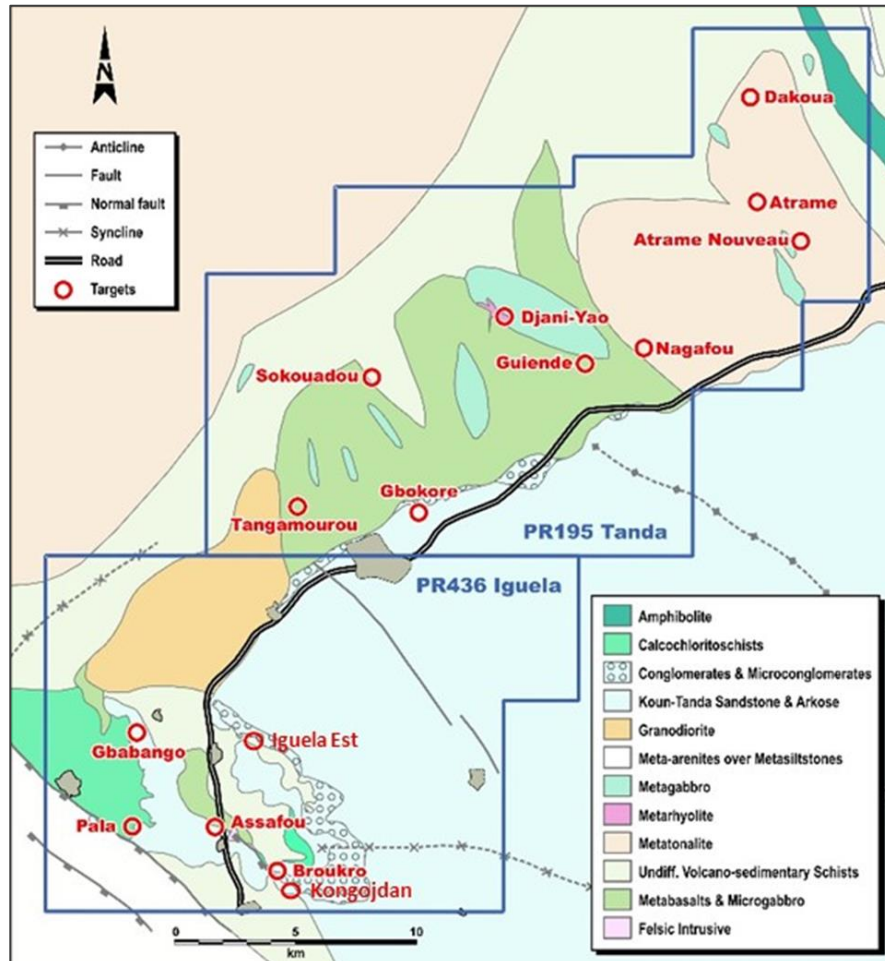 N
Anticline
Fault
Normal fault
Syncline
Road
Targets
Dakoua
Atrame
Atrame Nouveau
Djani-Yao
Nagafou
Guiende
Sokouadou
Gbokore
Tangamourou
PR195 Tanda
PR436 Iguela
Gbabango
Iguela Est
Pala
Assafou
Broukro
Kongojdan
0 5 10
km
Amphibolite
Calcochloritoschists
Conglomerates & Microconglomerates
Koun-Tanda Sandstone & Arkose
Granodiorite
Meta-arenites over Metasiltstones
Metagabbro
Metarhyolite
Metatonalite
Undiff. Volcano-sedimentary Schists
Metabasalts & Microgabbro
Felsic Intrusive